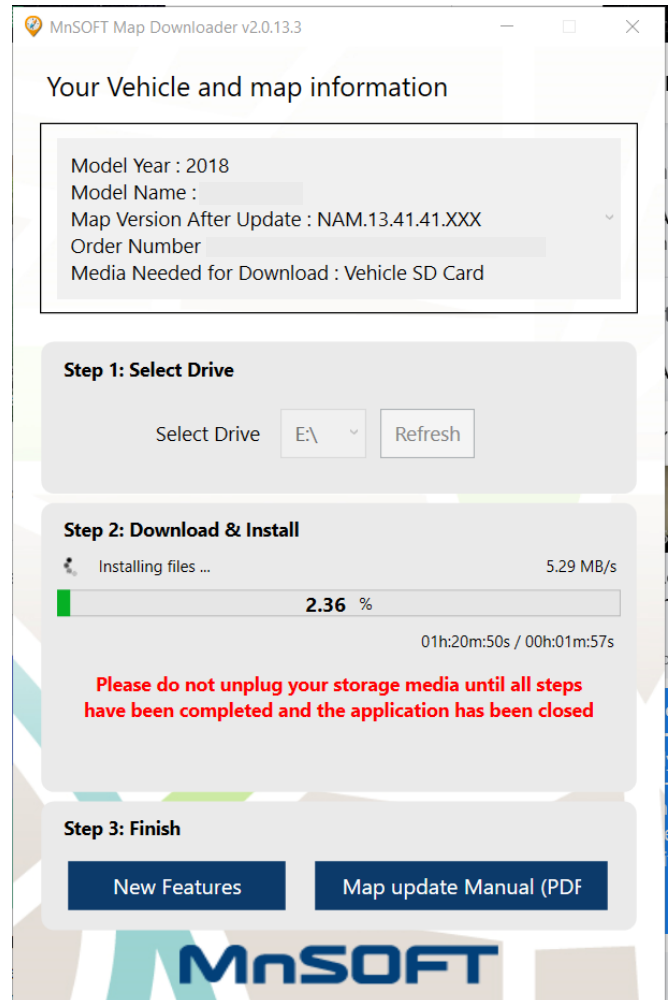 MnSOFT Map Downloader v2.0.13.3
Your Vehicle and map information
Model Year : 2018
Model Name :
Map Version After Update : NAM.13.41.41.XXX
Order Number
Media Needed for Download : Vehicle SD Card
Step 1: Select Drive
Select Drive E:\ Refresh
Step 2: Download & Install
Installing files ... 5.29 MB/s
2.36 %
01h:20m:50s / 00h:01m:57s
Please do not unplug your storage media until all steps
have been completed and the application has been closed
Step 3: Finish
New Features Map update Manual (PDF
MnSOFT